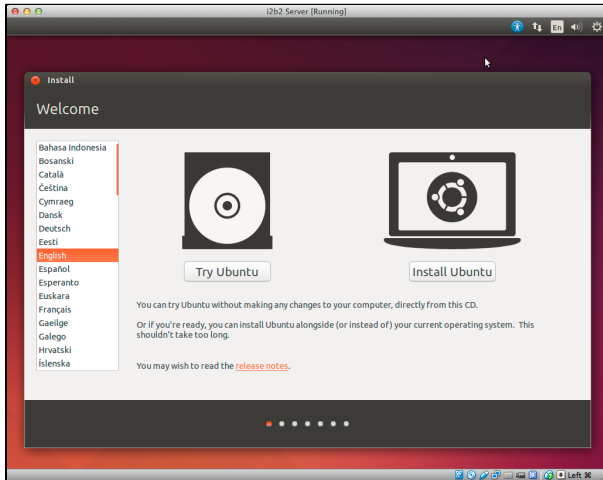 i2b2 Server [Running]
En
Install
Welcome
Bahasa Indonesia
Bosanski
Català
Čeština
Cymraeg
Dansk
Deutsch
Eesti
English
Español
Esperanto
Euskara
Français
Gaeilge
Galego
Hrvatski
Íslenska
Try Ubuntu
Install Ubuntu
You can try Ubuntu without making any changes to your computer, directly from this CD.
Or if you're ready, you can install Ubuntu alongside (or instead of) your current operating system. This
shouldn't take too long.
You may wish to read the release notes.
Left ⌘